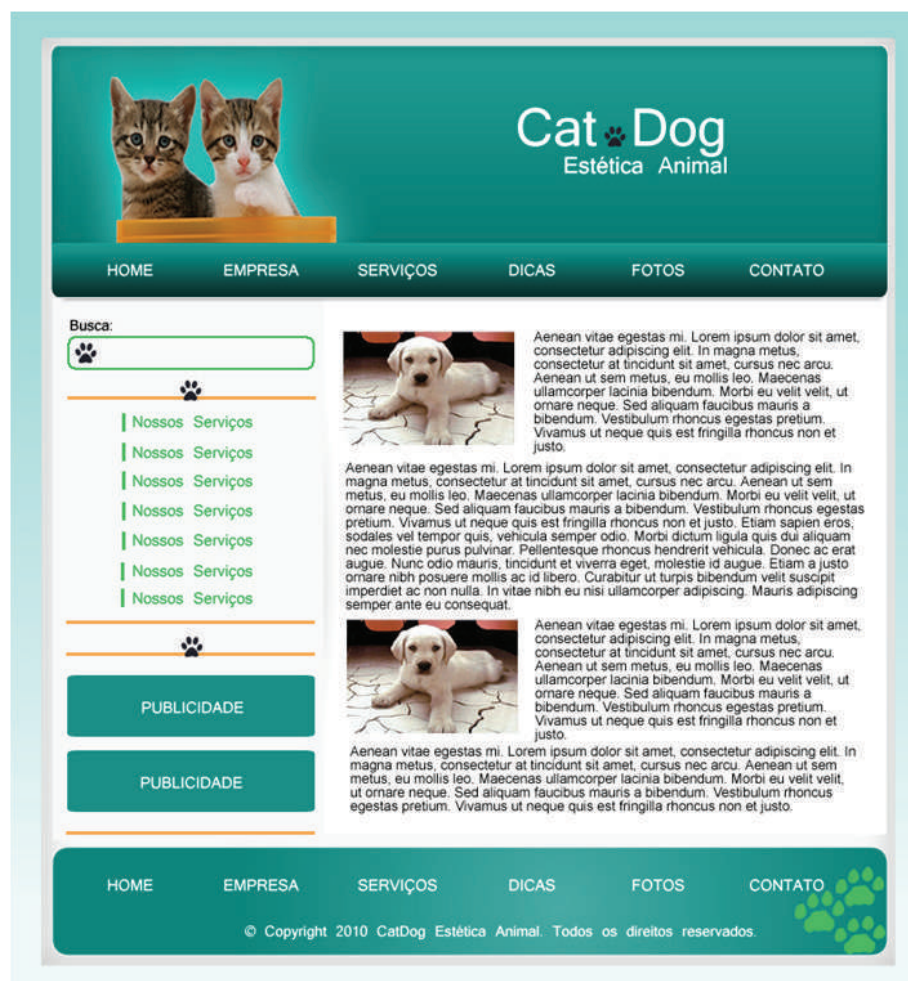 Cat Dog
Estética Animal
HOME EMPRESA SERVIÇOS DICAS FOTOS CONTATO
Busca:
Nossos Serviços
Nossos Serviços
Nossos Serviços
Nossos Serviços
Nossos Serviços
Nossos Serviços
Nossos Serviços
PUBLICIDADE
PUBLICIDADE
Aenean vitae egestas mi. Lorem ipsum dolor sit amet,
consectetur adipiscing elit. In magna metus,
consectetur at tincidunt sit amet, cursus nec arcu.
Aenean ut sem metus, eu mollis leo. Maecenas
ullamcorper lacinia bibendum. Morbi eu velit velit, ut
ornare neque. Sed aliquam faucibus mauris a
bibendum. Vestibulum rhoncus egestas pretium.
Vivamus ut neque quis est fringilla rhoncus non et
justo.
Aenean vitae egestas mi. Lorem ipsum dolor sit amet, consectetur adipiscing elit. In
magna metus, consectetur at tincidunt sit amet, cursus nec arcu. Aenean ut sem
metus, eu mollis leo. Maecenas ullamcorper lacinia bibendum. Morbi eu velit velit, ut
ornare neque. Sed aliquam faucibus mauris a bibendum. Vestibulum rhoncus egestas
pretium. Vivamus ut neque quis est fringilla rhoncus non et justo. Etiam sapien eros,
sodales vel tempor quis, vehicula semper odio. Morbi dictum ligula quis dui aliquam
nec molestie purus pulvinar. Pellentesque rhoncus hendrerit vehicula. Donec ac erat
augue. Nunc odio mauris, tincidunt et viverra eget, molestie id augue. Etiam a justo
ornare nibh posuere mollis ac id libero. Curabitur ut turpis bibendum velit suscipit
imperdiet ac non nulla. In vitae nibh eu nisi ullamcorper adipiscing. Mauris adipiscing
semper ante eu consequat.
Aenean vitae egestas mi. Lorem ipsum dolor sit amet,
consectetur adipiscing elit. In magna metus,
consectetur at tincidunt sit amet, cursus nec arcu.
Aenean ut sem metus, eu mollis leo. Maecenas
ullamcorper lacinia bibendum. Morbi eu velit velit, ut
ornare neque. Sed aliquam faucibus mauris a
bibendum. Vestibulum rhoncus egestas pretium.
Vivamus ut neque quis est fringilla rhoncus non et
justo.
Aenean vitae egestas mi. Lorem ipsum dolor sit amet, consectetur adipiscing elit. In
magna metus, consectetur at tincidunt sit amet, cursus nec arcu. Aenean ut sem
metus, eu mollis leo. Maecenas ullamcorper lacinia bibendum. Morbi eu velit velit,
ut ornare neque. Sed aliquam faucibus mauris a bibendum. Vestibulum rhoncus
egestas pretium. Vivamus ut neque quis est fringilla rhoncus non et justo.
HOME EMPRESA SERVIÇOS DICAS FOTOS CONTATO
© Copyright 2010 CatDog Estética Animal. Todos os direitos reservados.